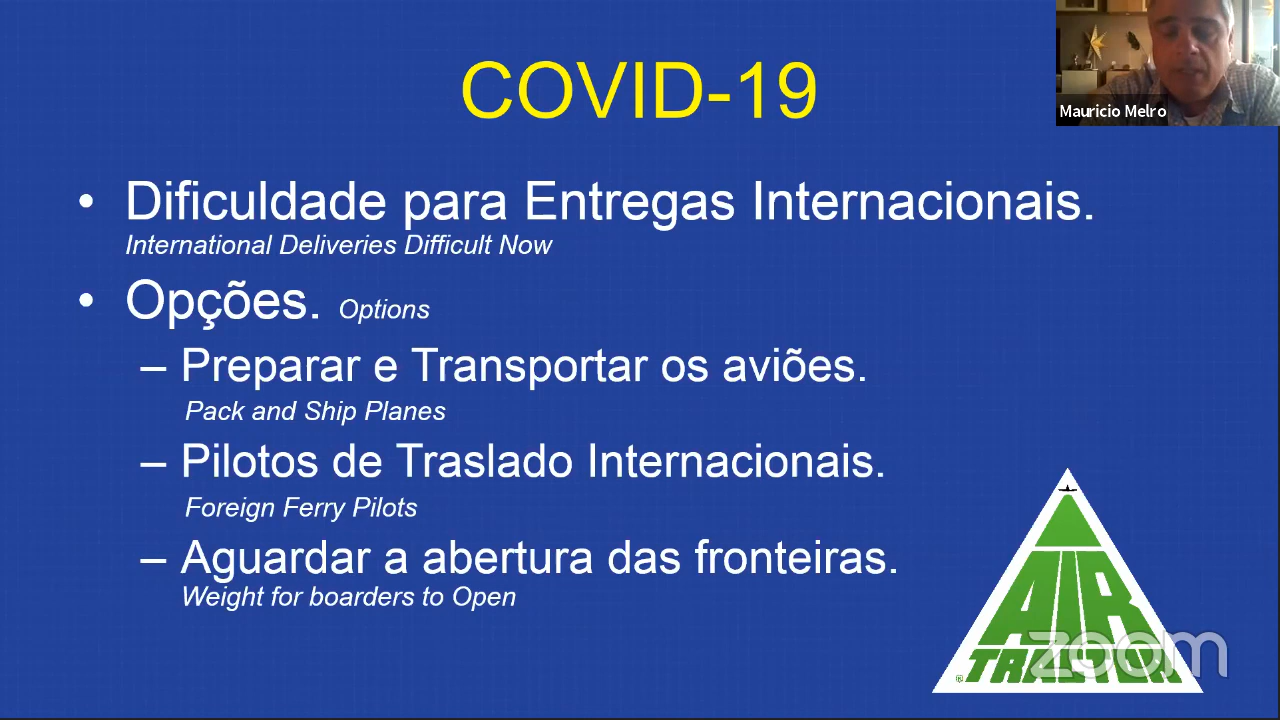 COVID-19
Mauricio Melro
• Dificuldade para Entregas Internacionais.
International Deliveries Difficult Now
• Opções. Options
– Preparar e Transportar os aviões.
Pack and Ship Planes
– Pilotos de Traslado Internacionais.
Foreign Ferry Pilots
– Aguardar a abertura das fronteiras.
Weight for boarders to Open
AIR
TRACTOR
®
zoom